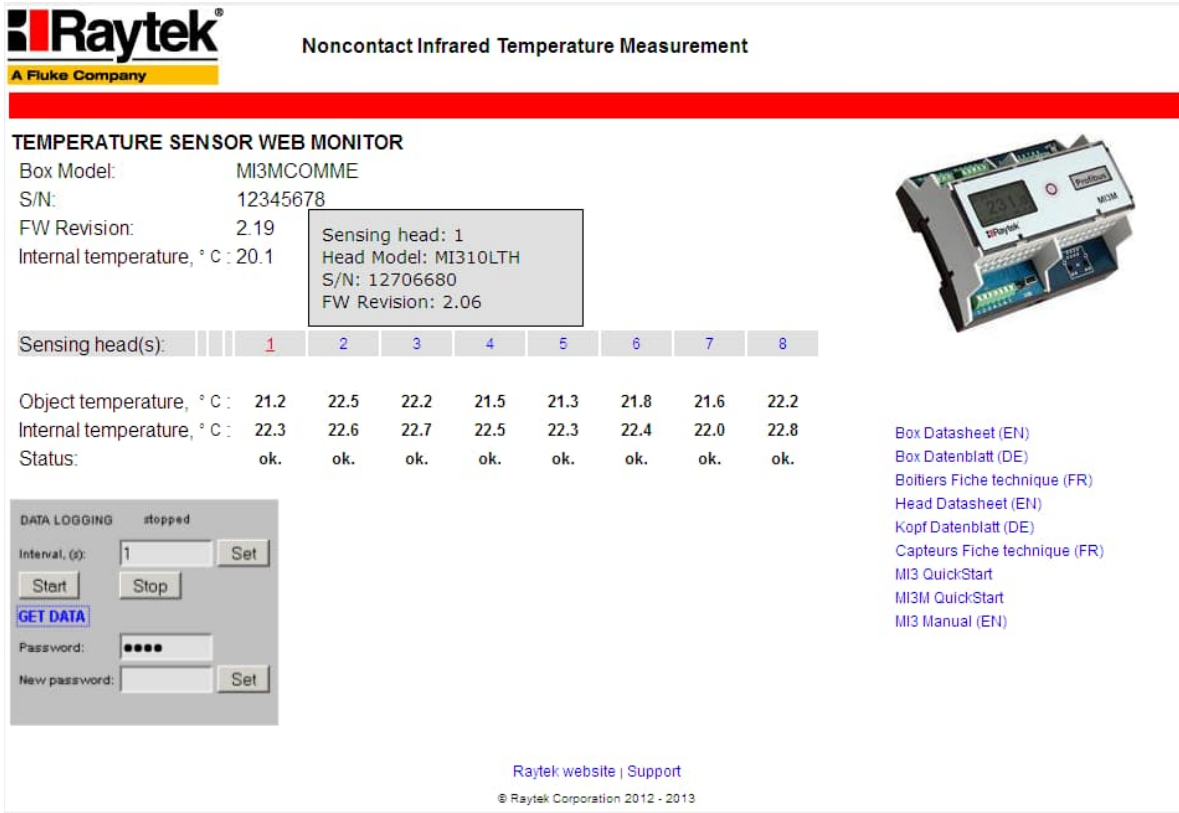 Raytek®
A Fluke Company
Noncontact Infrared Temperature Measurement
TEMPERATURE SENSOR WEB MONITOR
Box Model: MI3MCOMME
S/N: 12345678
FW Revision: 2.19
Internal temperature, °C: 20.1
Sensing head: 1
Head Model: MI310LTH
S/N: 12706680
FW Revision: 2.06
Profibus
231
MI3M
Raytek
Sensing head(s): 1 2 3 4 5 6 7 8
Object temperature, °C: 21.2 22.5 22.2 21.5 21.3 21.8 21.6 22.2
Internal temperature, °C: 22.3 22.6 22.7 22.5 22.3 22.4 22.0 22.8
Status: ok. ok. ok. ok. ok. ok. ok. ok.
DATA LOGGING stopped
Interval, (s): 1 Set
Start Stop
GET DATA
Password: ●●●●
New password: Set
Box Datasheet (EN)
Box Datenblatt (DE)
Boîtiers Fiche technique (FR)
Head Datasheet (EN)
Kopf Datenblatt (DE)
Capteurs Fiche technique (FR)
MI3 QuickStart
MI3M QuickStart
MI3 Manual (EN)
Raytek website | Support
© Raytek Corporation 2012 - 2013